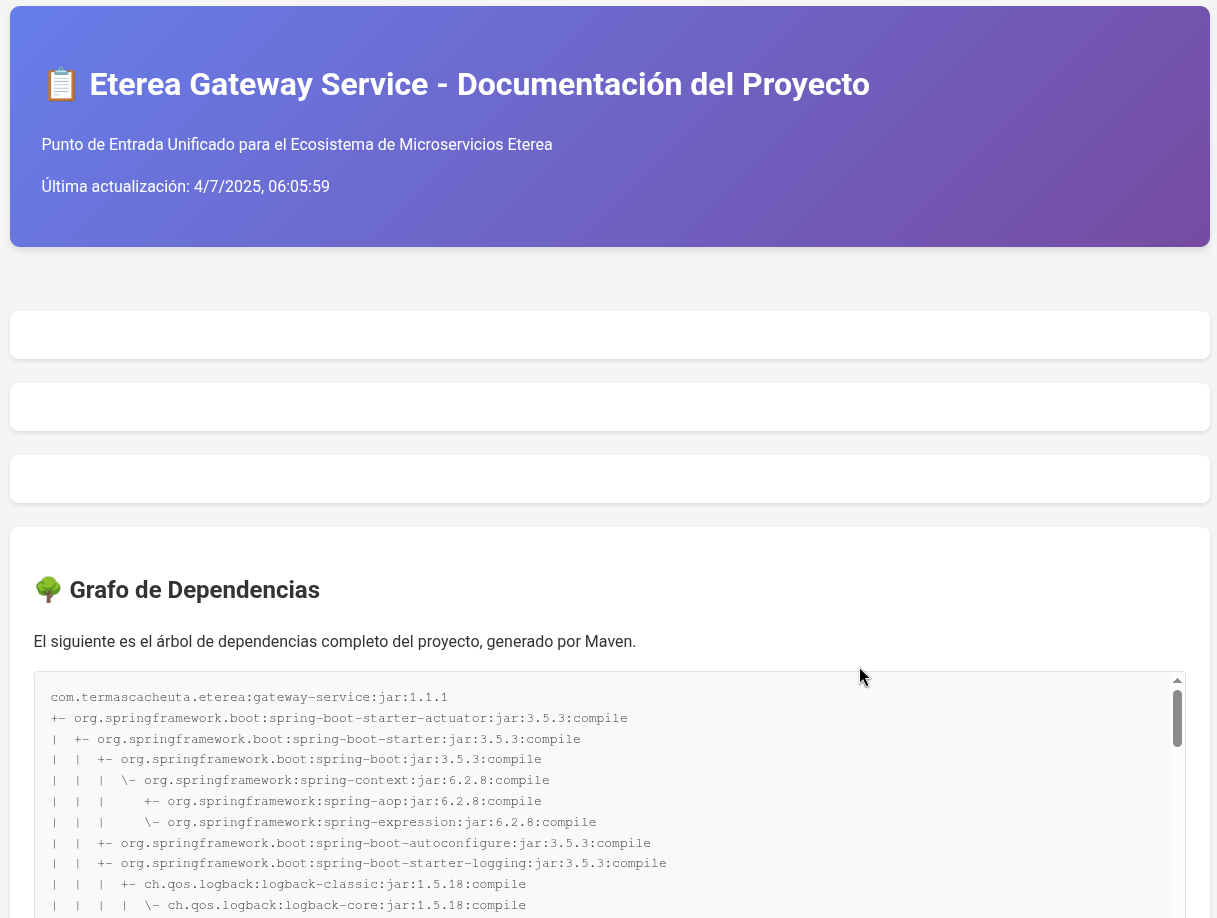 📋 Eterea Gateway Service - Documentación del Proyecto
Punto de Entrada Unificado para el Ecosistema de Microservicios Eterea
Última actualización: 4/7/2025, 06:05:59
🌳 Grafo de Dependencias
El siguiente es el árbol de dependencias completo del proyecto, generado por Maven.
com.termascacheuta.eterea:gateway-service:jar:1.1.1
+- org.springframework.boot:spring-boot-starter-actuator:jar:3.5.3:compile
|  +- org.springframework.boot:spring-boot-starter:jar:3.5.3:compile
|  |  +- org.springframework.boot:spring-boot:jar:3.5.3:compile
|  |  |  \- org.springframework:spring-context:jar:6.2.8:compile
|  |  |     +- org.springframework:spring-aop:jar:6.2.8:compile
|  |  |     \- org.springframework:spring-expression:jar:6.2.8:compile
|  |  +- org.springframework.boot:spring-boot-autoconfigure:jar:3.5.3:compile
|  |  +- org.springframework.boot:spring-boot-starter-logging:jar:3.5.3:compile
|  |  |  +- ch.qos.logback:logback-classic:jar:1.5.18:compile
|  |  |  |  \- ch.qos.logback:logback-core:jar:1.5.18:compile